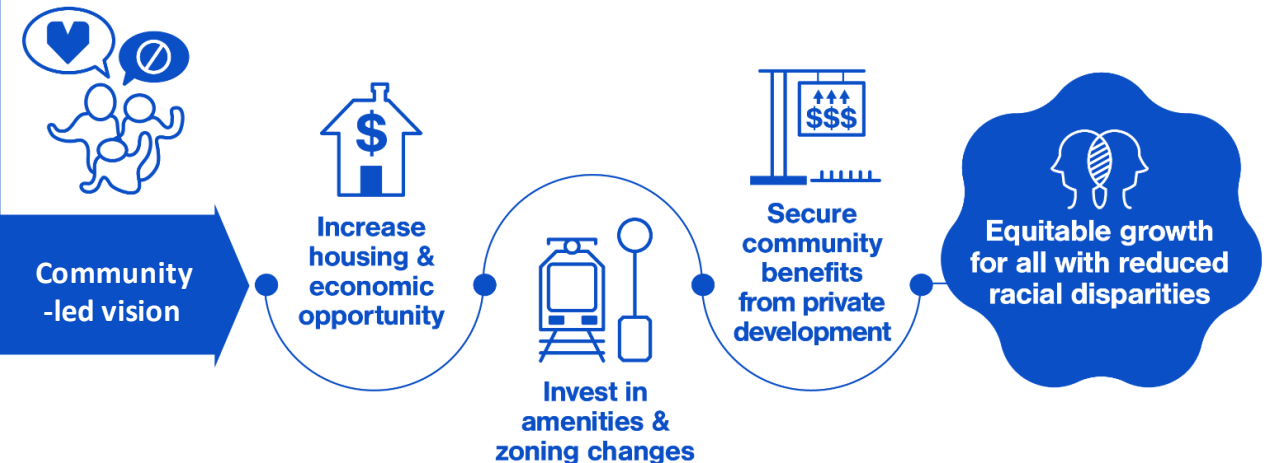 Community
-led vision
$
Increase
housing &
economic
opportunity
Invest in
amenities &
zoning changes
$$$
Secure
community
benefits
from private
development
Equitable growth
for all with reduced
racial disparities